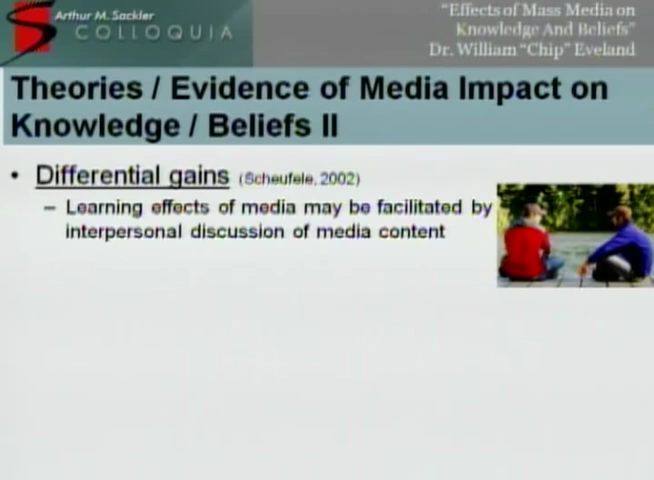 Arthur M. Sackler
COLLOQUIA
"Effects of Mass Media on
Knowledge And Beliefs"
Dr. William "Chip" Eveland
Theories / Evidence of Media Impact on
Knowledge / Beliefs II
• Differential gains (Scheufele, 2002)
– Learning effects of media may be facilitated by
interpersonal discussion of media content